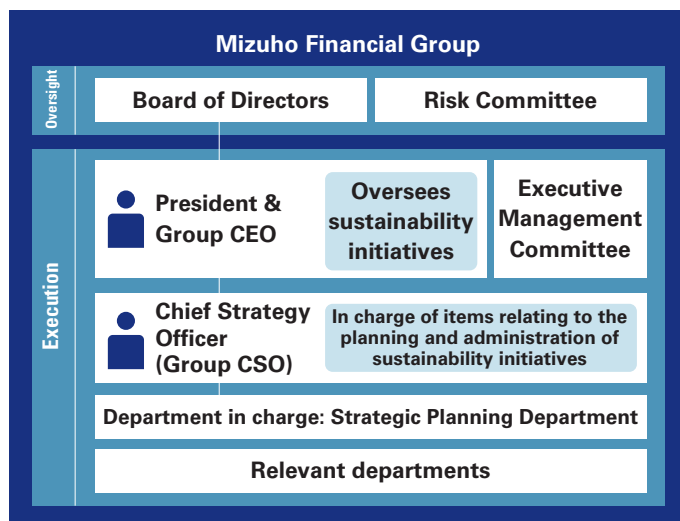 Mizuho Financial Group
Oversight
Board of Directors
Risk Committee
Execution
President &
Group CEO
Oversees
sustainability
initiatives
Executive
Management
Committee
Chief Strategy
Officer
(Group CSO)
In charge of items relating to the
planning and administration of
sustainability initiatives
Department in charge: Strategic Planning Department
Relevant departments